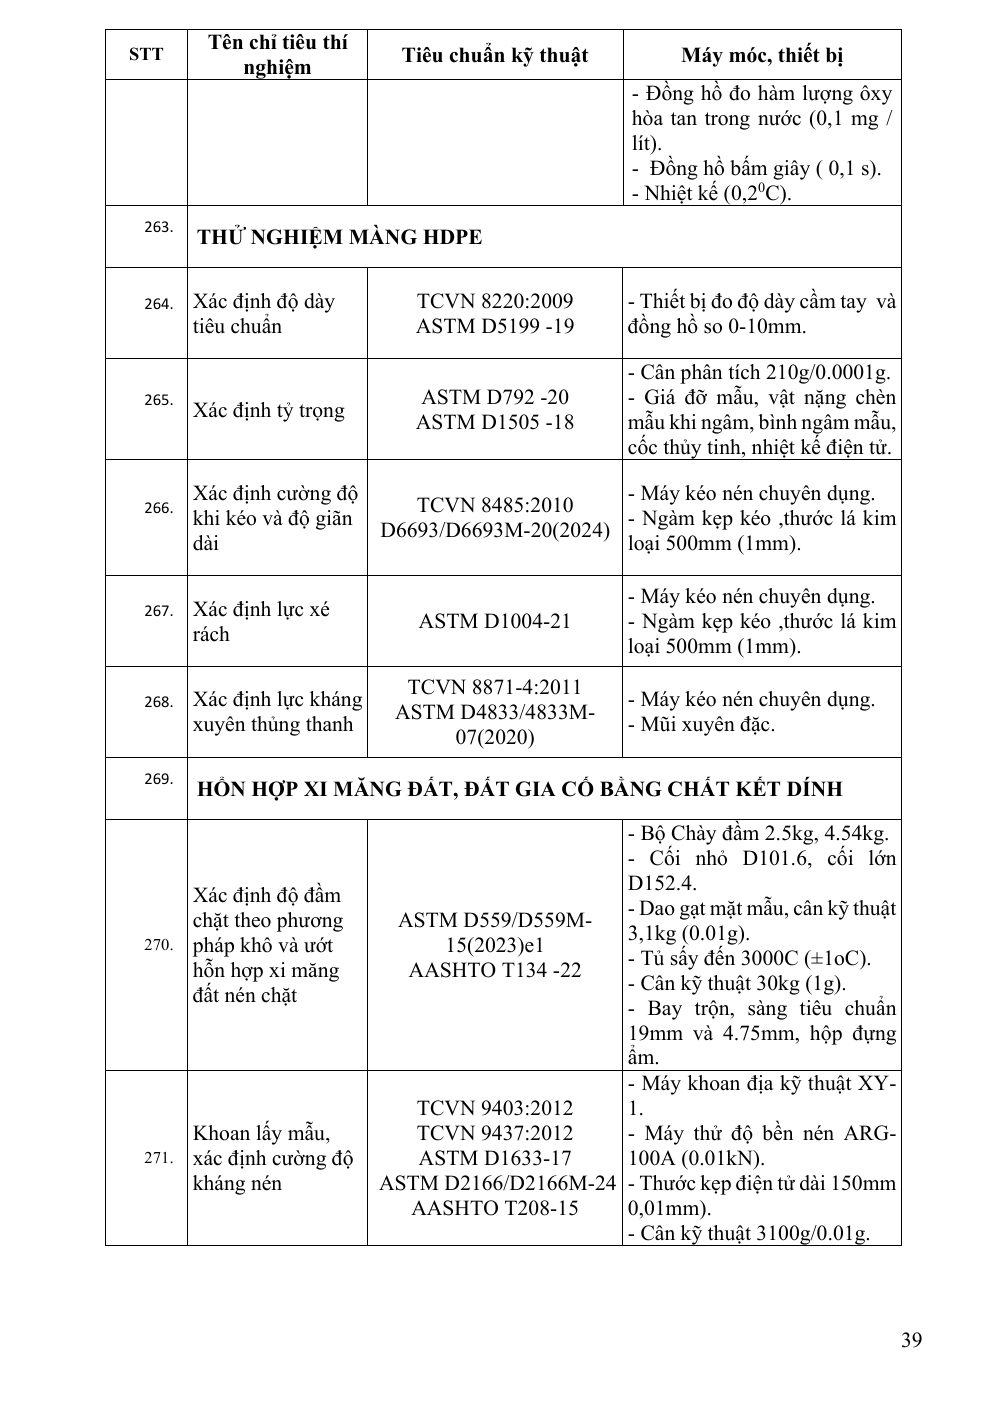 STT
Tên chỉ tiêu thí
nghiệm
Tiêu chuẩn kỹ thuật
Máy móc, thiết bị
- Đồng hồ đo hàm lượng ôxy
hòa tan trong nước (0,1 mg /
lít).
- Đồng hồ bấm giây ( 0,1 s).
- Nhiệt kế (0,2⁰C).
263.
THỬ NGHIỆM MÀNG HDPE
264.
Xác định độ dày
tiêu chuẩn
TCVN 8220:2009
ASTM D5199 -19
- Thiết bị đo độ dày cầm tay và
đồng hồ so 0-10mm.
265.
Xác định tỷ trọng
ASTM D792 -20
ASTM D1505 -18
- Cân phân tích 210g/0.0001g.
- Giá đỡ mẫu, vật nặng chèn
mẫu khi ngâm, bình ngâm mẫu,
cốc thủy tinh, nhiệt kế điện tử.
266.
Xác định cường độ
khi kéo và độ giãn
dài
TCVN 8485:2010
D6693/D6693M-20(2024)
- Máy kéo nén chuyên dụng.
- Ngàm kẹp kéo ,thước lá kim
loại 500mm (1mm).
267.
Xác định lực xé
rách
ASTM D1004-21
- Máy kéo nén chuyên dụng.
- Ngàm kẹp kéo ,thước lá kim
loại 500mm (1mm).
268.
Xác định lực kháng
xuyên thủng thanh
TCVN 8871-4:2011
ASTM D4833/4833M-
07(2020)
- Máy kéo nén chuyên dụng.
- Mũi xuyên đặc.
269.
HỒN HỢP XI MĂNG ĐẤT, ĐẤT GIA CỐ BẰNG CHẤT KẾT DÍNH
270.
Xác định độ đầm
chặt theo phương
pháp khô và ướt
hỗn hợp xi măng
đất nén chặt
ASTM D559/D559M-
15(2023)e1
AASHTO T134 -22
- Bộ Chày đầm 2.5kg, 4.54kg.
- Cối nhỏ D101.6, cối lớn
D152.4.
- Dao gạt mặt mẫu, cân kỹ thuật
3,1kg (0.01g).
- Tủ sấy đến 3000C (±1oC).
- Cân kỹ thuật 30kg (1g).
- Bay trộn, sàng tiêu chuẩn
19mm và 4.75mm, hộp đựng
ẩm.
271.
Khoan lấy mẫu,
xác định cường độ
kháng nén
TCVN 9403:2012
TCVN 9437:2012
ASTM D1633-17
ASTM D2166/D2166M-24
AASHTO T208-15
- Máy khoan địa kỹ thuật XY-
1.
- Máy thử độ bền nén ARG-
100A (0.01kN).
- Thước kẹp điện tử dài 150mm
0,01mm).
- Cân kỹ thuật 3100g/0.01g.
39